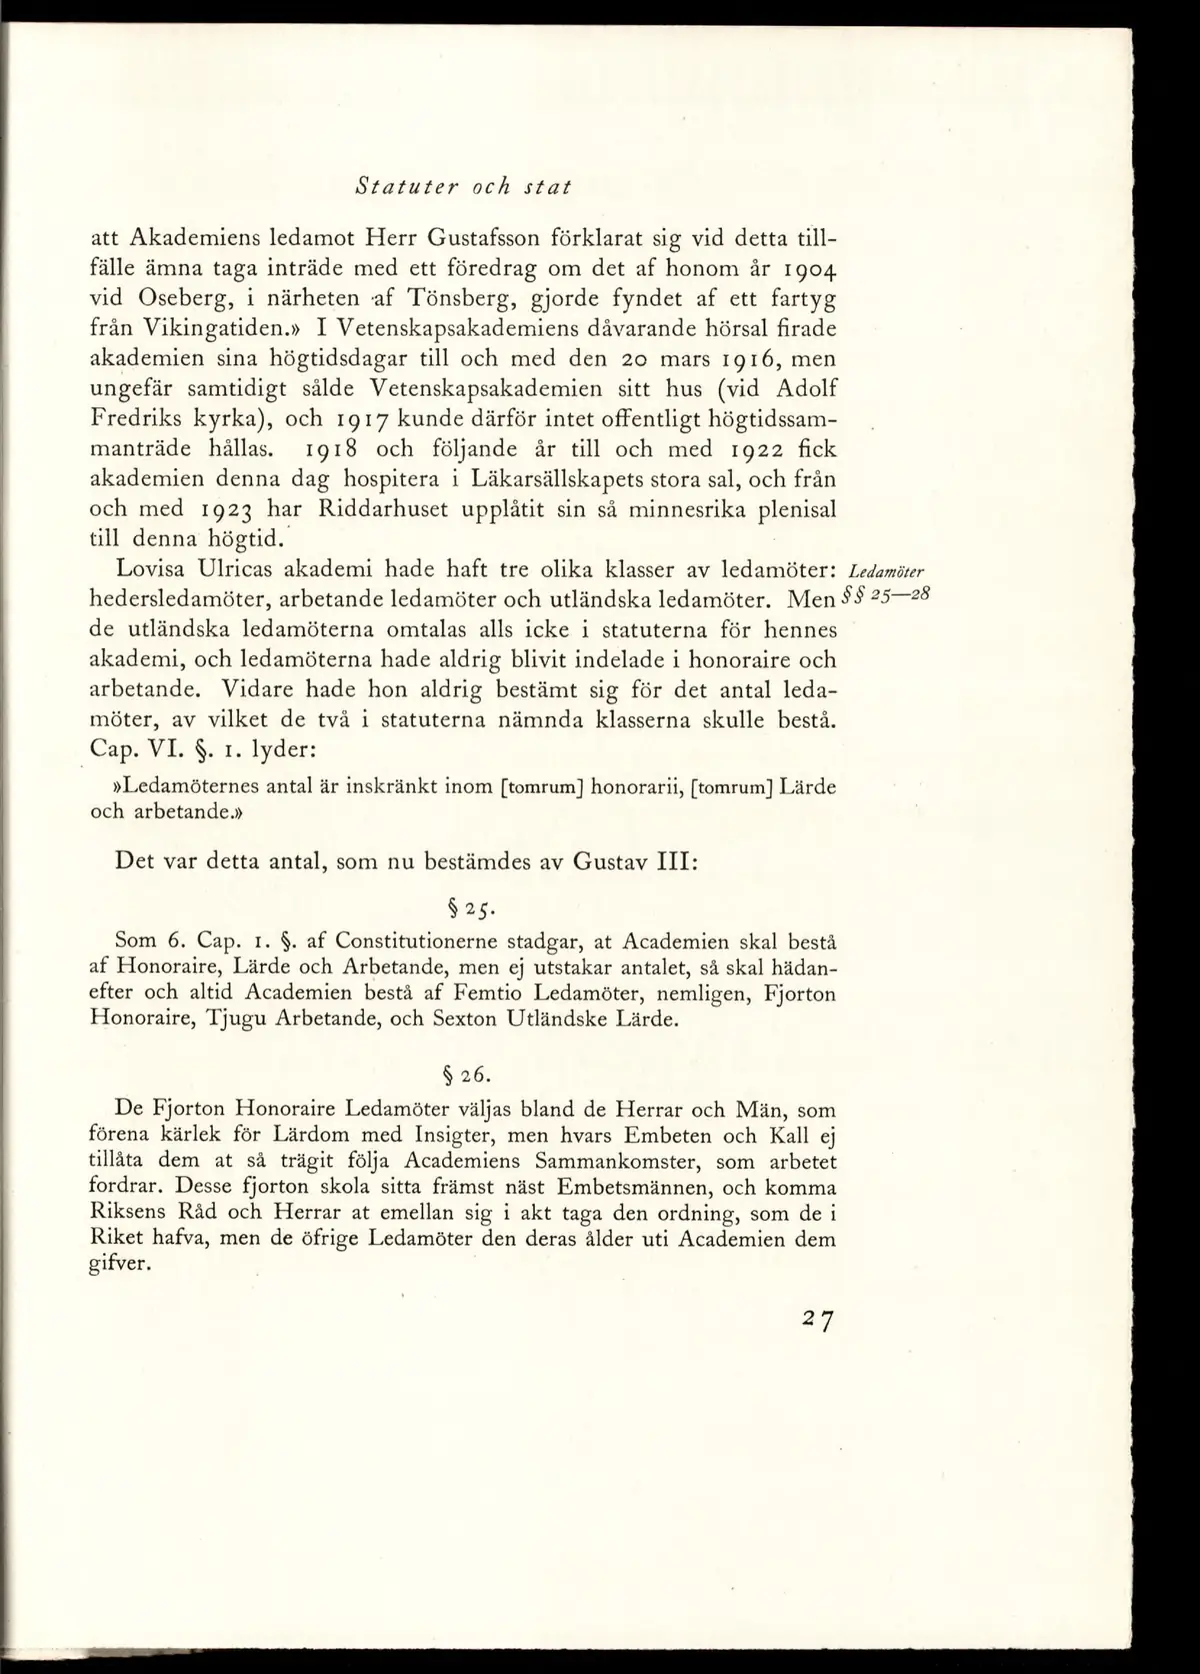 Statuter och stat
att Akademiens ledamot Herr Gustafsson förklarat sig vid detta till-
fälle ämna taga inträde med ett föredrag om det af honom år 1904
vid Oseberg, i närheten af Tönsberg, gjorde fyndet af ett fartyg
från Vikingatiden.» I Vetenskapsakademiens dåvarande hörsal firade
akademien sina högtidsdagar till och med den 20 mars 1916, men
ungefär samtidigt sålde Vetenskapsakademien sitt hus (vid Adolf
Fredriks kyrka), och 1917 kunde därför intet offentligt högtidssam-
manträde hållas. 1918 och följande år till och med 1922 fick
akademien denna dag hospitera i Läkarsällskapets stora sal, och från
och med 1923 har Riddarhuset upplåtit sin så minnesrika plenisal
till denna högtid.
Lovisa Ulricas akademi hade haft tre olika klasser av ledamöter: Ledamöter
hedersledamöter, arbetande ledamöter och utländska ledamöter. Men §§ 25—28
de utländska ledamöterna omtalas alls icke i statuterna för hennes
akademi, och ledamöterna hade aldrig blivit indelade i honoraire och
arbetande. Vidare hade hon aldrig bestämt sig för det antal leda-
möter, av vilket de två i statuterna nämnda klasserna skulle bestå.
Cap. VI. §. 1. lyder:
»Ledamöternes antal är inskränkt inom [tomrum] honorarii, [tomrum] Lärde
och arbetande.»
Det var detta antal, som nu bestämdes av Gustav III:
§ 25.
Som 6. Cap. 1. §. af Constitutionerne stadgar, at Academien skal bestå
af Honoraire, Lärde och Arbetande, men ej utstakar antalet, så skal hädan-
efter och altid Academien bestå af Femtio Ledamöter, nemligen, Fjorton
Honoraire, Tjugu Arbetande, och Sexton Utländske Lärde.
§ 26.
De Fjorton Honoraire Ledamöter väljas bland de Herrar och Män, som
förena kärlek för Lärdom med Insigter, men hvars Embeten och Kall ej
tillåta dem at så trägit följa Academiens Sammankomster, som arbetet
fordrar. Desse fjorton skola sitta främst näst Embetsmännen, och komma
Riksens Råd och Herrar at emellan sig i akt taga den ordning, som de i
Riket hafva, men de öfrige Ledamöter den deras ålder uti Academien dem
gifver.
27